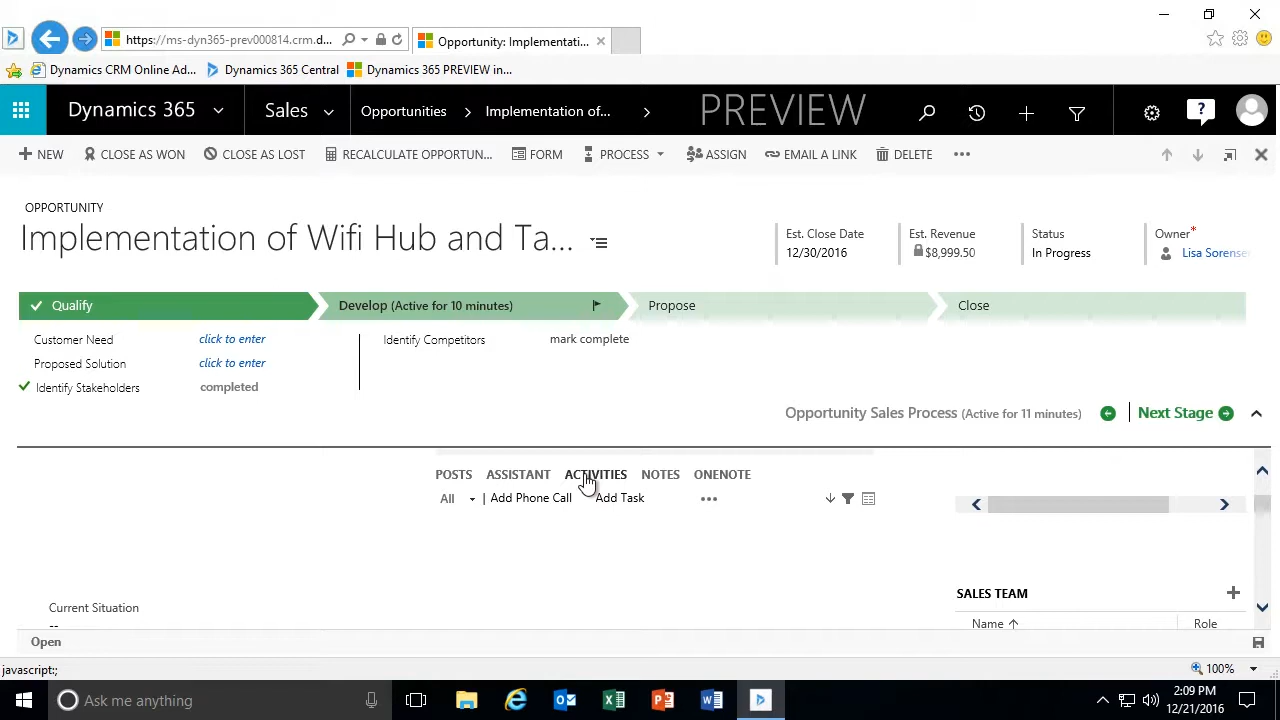 https://ms-dyn365-prev000814.crm.d...
Opportunity: Implementati...
Dynamics CRM Online Ad...
Dynamics 365 Central
Dynamics 365 PREVIEW in...
Dynamics 365
Sales
Opportunities
Implementation of...
PREVIEW
NEW
CLOSE AS WON
CLOSE AS LOST
RECALCULATE OPPORTUN...
FORM
PROCESS
ASSIGN
EMAIL A LINK
DELETE
OPPORTUNITY
Implementation of Wifi Hub and Ta...
Est. Close Date
12/30/2016
Est. Revenue
$8,999.50
Status
In Progress
Owner*
Lisa Sorensen
Qualify
Develop (Active for 10 minutes)
Propose
Close
Customer Need click to enter
Proposed Solution click to enter
Identify Stakeholders completed
Identify Competitors mark complete
Opportunity Sales Process (Active for 11 minutes)
Next Stage
POSTS ASSISTANT ACTIVITIES NOTES ONENOTE
All | Add Phone Call Add Task
Current Situation
--
SALES TEAM
Name Role
Open
javascript:;
100%
Ask me anything
2:09 PM
12/21/2016